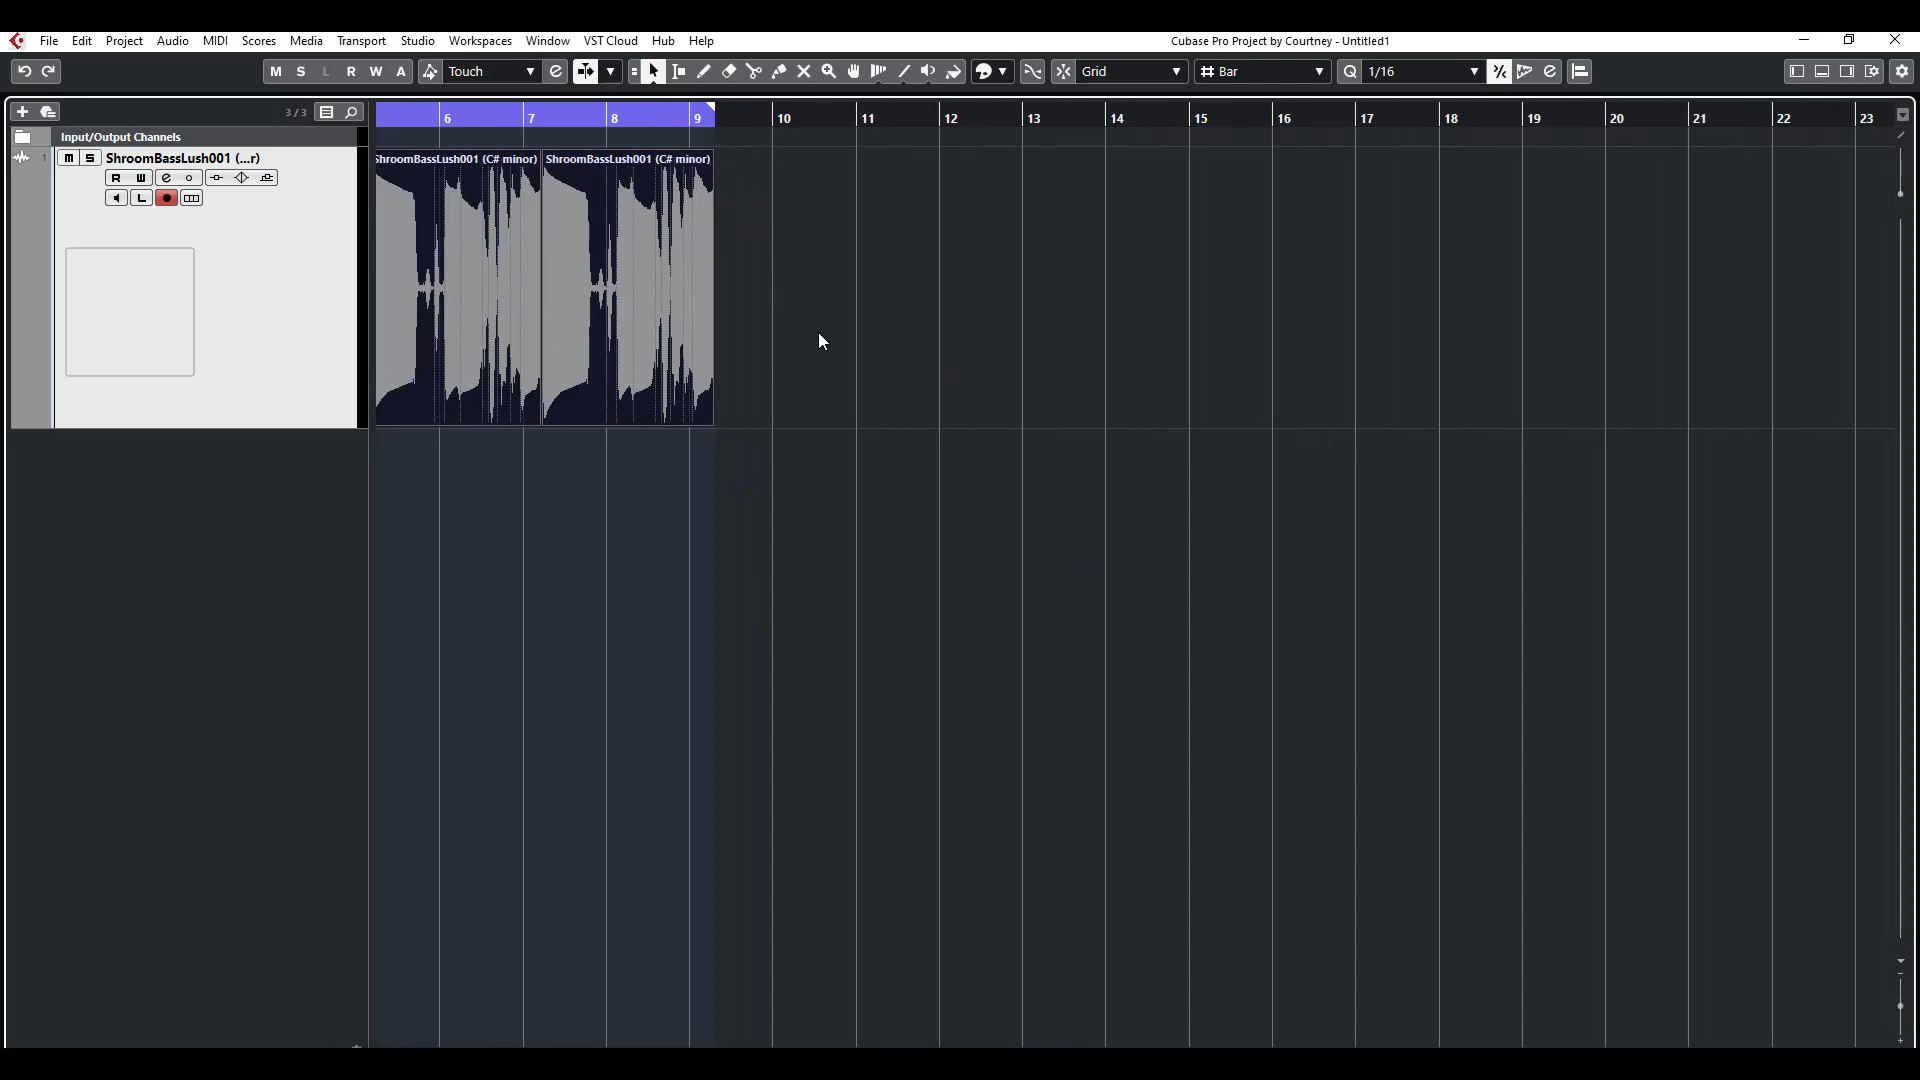 File Edit Project Audio MIDI Scores Media Transport Studio Workspaces Window VST Cloud Hub Help
Cubase Pro Project by Courtney - Untitled1
M S L R W A Touch Grid Bar Q 1/16
3/3
6 7 8 9 10 11 12 13 14 15 16 17 18 19 20 21 22 23
Input/Output Channels
1 m S ShroomBassLush001 (...r)
R W e
L
ShroomBassLush001 (C# minor) ShroomBassLush001 (C# minor)